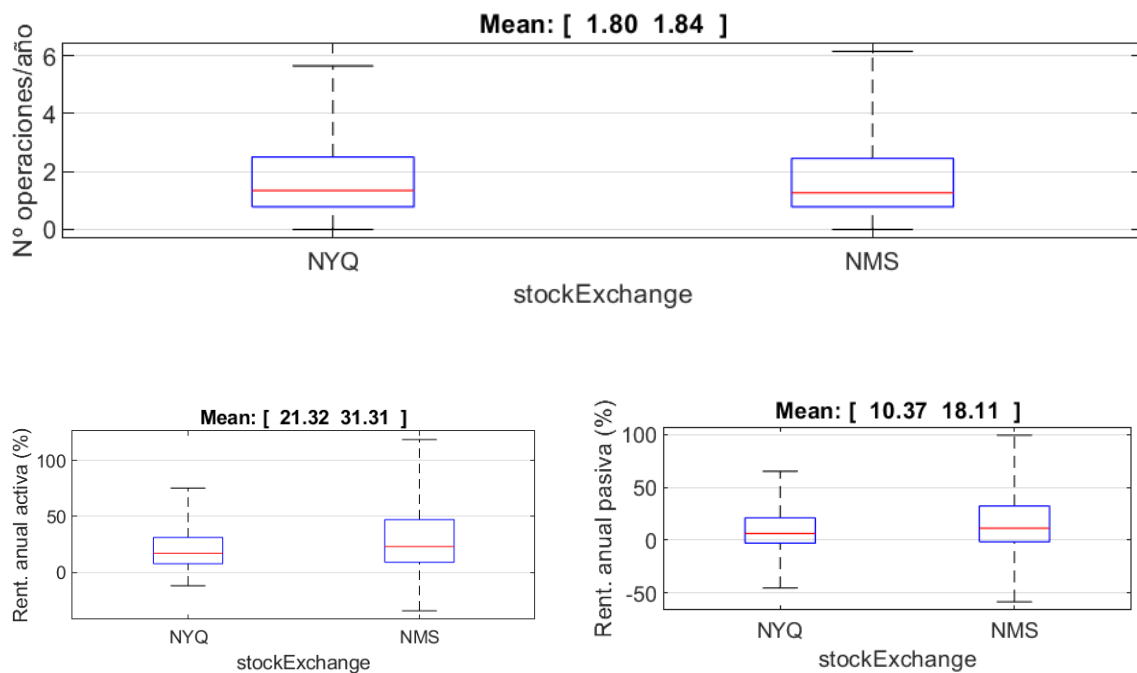 Mean: [ 1.80 1.84 ]
Nº operaciones/año
6
4
2
0
NYQ NMS
stockExchange
Mean: [ 21.32 31.31 ]
Rent. anual activa (%)
100
50
0
NYQ NMS
stockExchange
Mean: [ 10.37 18.11 ]
Rent. anual pasiva (%)
100
50
0
-50
NYQ NMS
stockExchange